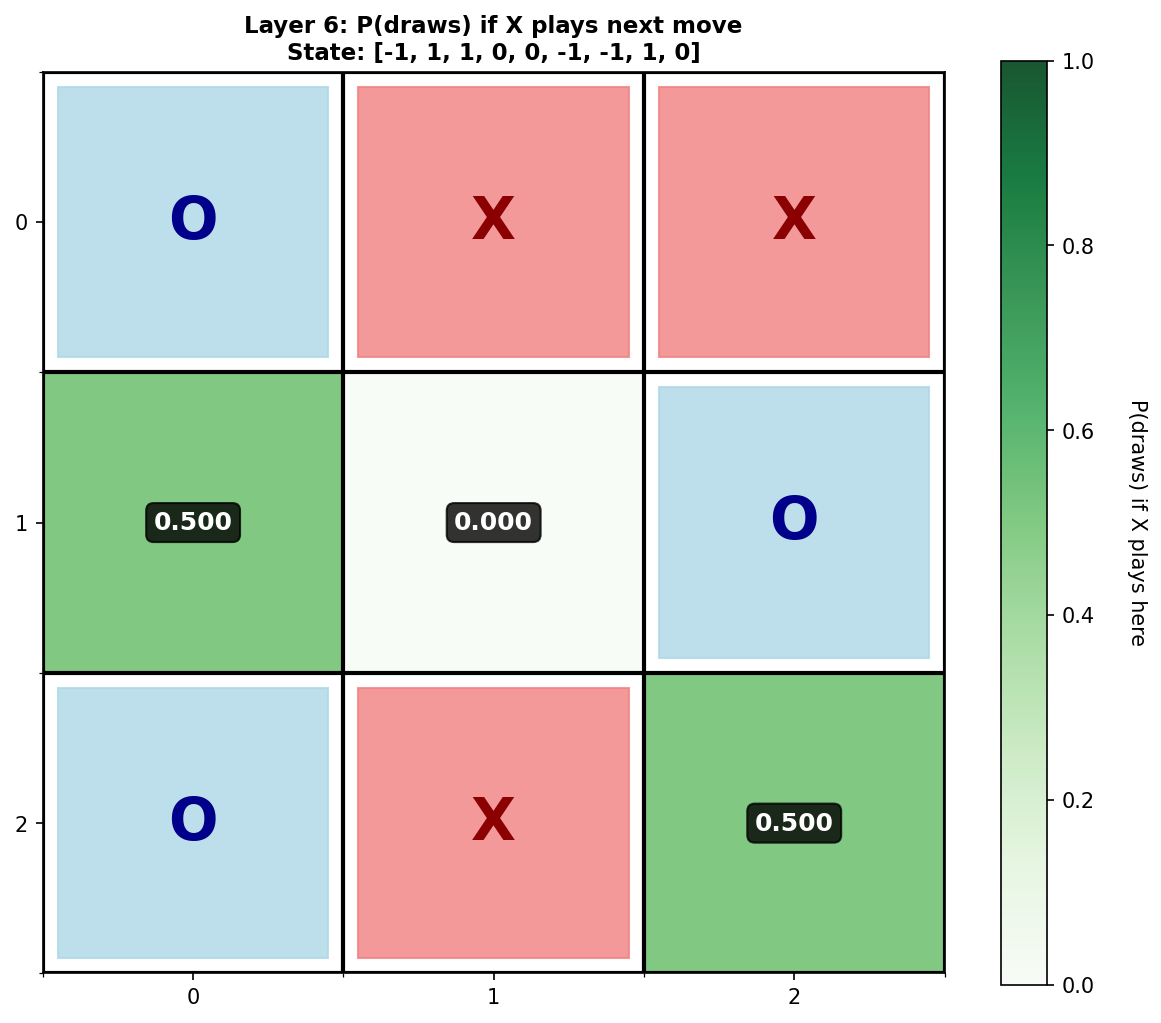 Layer 6: P(draws) if X plays next move
State: [-1, 1, 1, 0, 0, -1, -1, 1, 0]
O X X
0.500 0.000 O
O X 0.500
0
1
2
0 1 2
1.0
0.8
0.6
0.4
0.2
0.0
P(draws) if X plays here